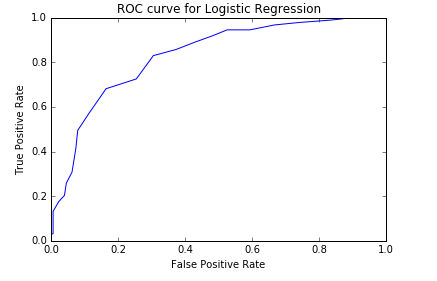 ROC curve for Logistic Regression
True Positive Rate
1.0
0.8
0.6
0.4
0.2
0.0
0.0 0.2 0.4 0.6 0.8 1.0
False Positive Rate